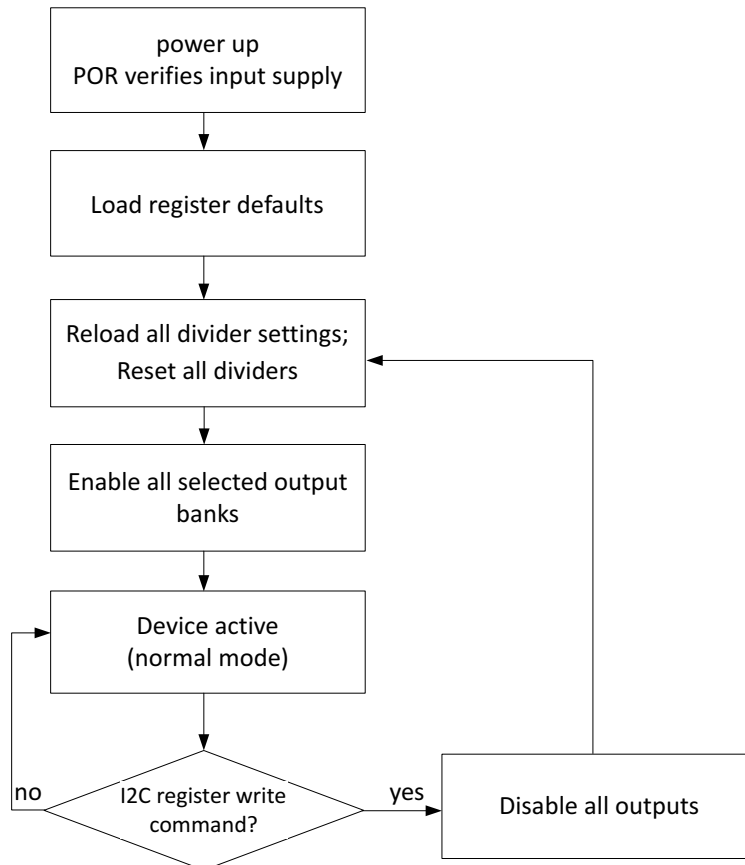 power up
POR verifies input supply
Load register defaults
Reload all divider settings;
Reset all dividers
Enable all selected output
banks
Device active
(normal mode)
no
I2C register write
command?
yes
Disable all outputs